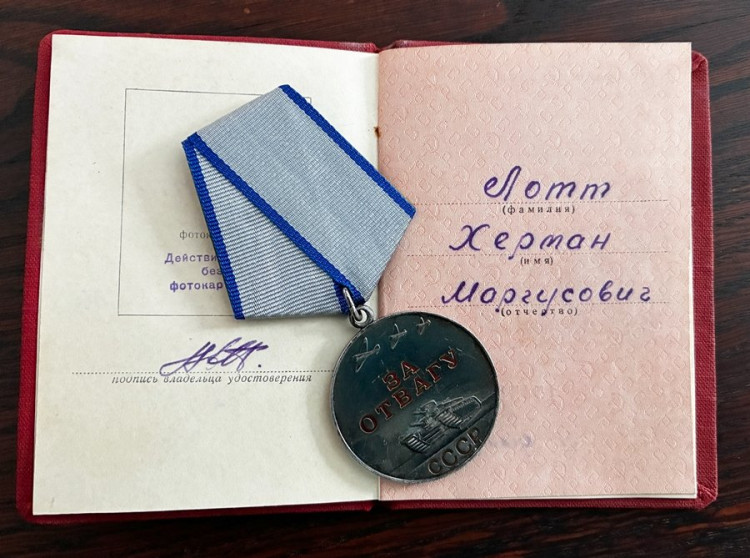 фото
Действи
без
фотокар
подпись владельца удостоверения
Лотт
(фамилия)
Херман
(имя)
Маргусович
(отчество)
ЗА
ОТВАГУ
СССР